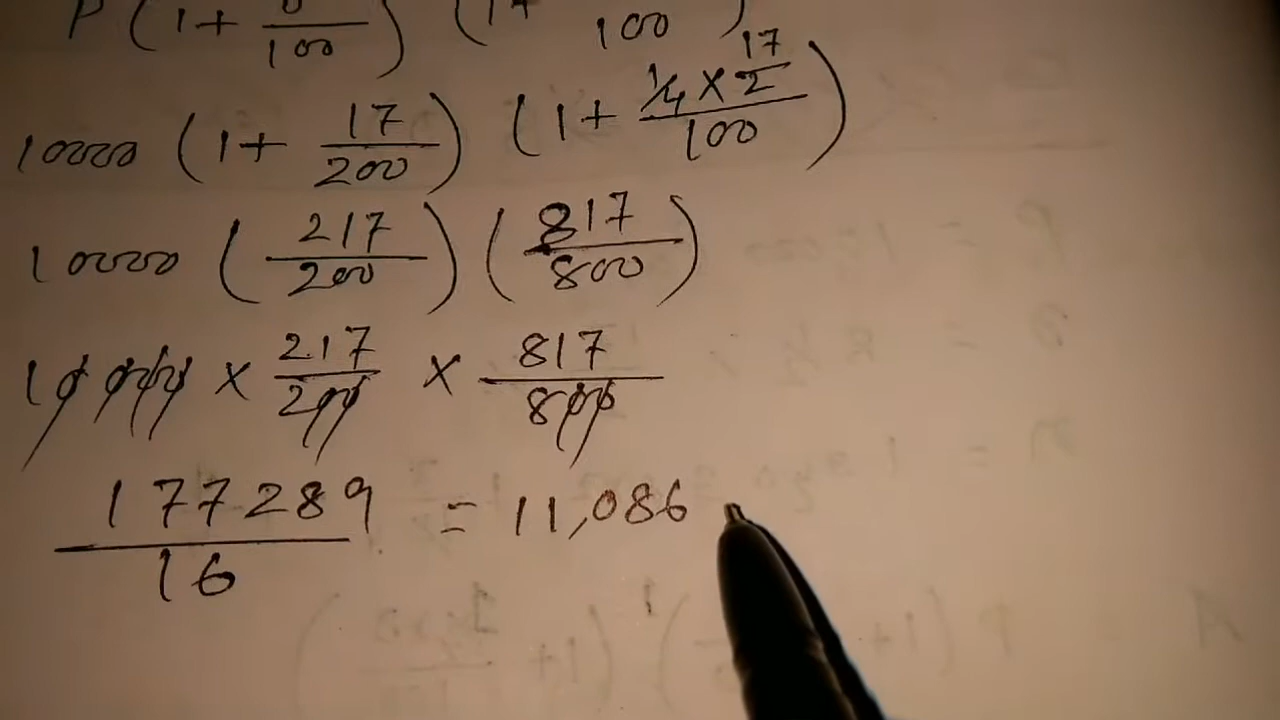 P(1+ /100) (1+ /100)
10000 (1+ 17/200) (1+ 1/4 × 17/2 /100)
10000 (217/200) (817/800)
10000 × 217/200 × 817/800
177289/16 = 11,086